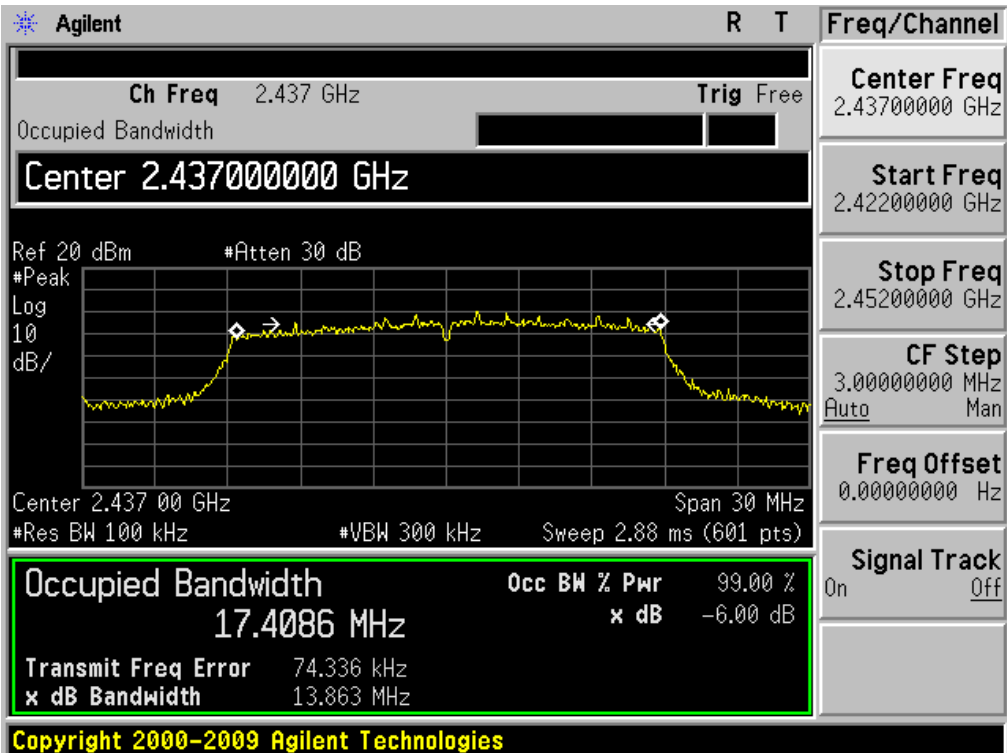 Agilent R T
Ch Freq 2.437 GHz Trig Free
Occupied Bandwidth
Center 2.437000000 GHz
Ref 20 dBm #Atten 30 dB
#Peak
Log
10
dB/
Center 2.437 00 GHz Span 30 MHz
#Res BW 100 kHz #VBW 300 kHz Sweep 2.88 ms (601 pts)
Occupied Bandwidth Occ BW % Pwr 99.00 %
17.4086 MHz x dB -6.00 dB
Transmit Freq Error 74.336 kHz
x dB Bandwidth 13.863 MHz
Copyright 2000-2009 Agilent Technologies
Freq/Channel
Center Freq
2.43700000 GHz
Start Freq
2.42200000 GHz
Stop Freq
2.45200000 GHz
CF Step
3.00000000 MHz
Auto Man
Freq Offset
0.00000000 Hz
Signal Track
On Off